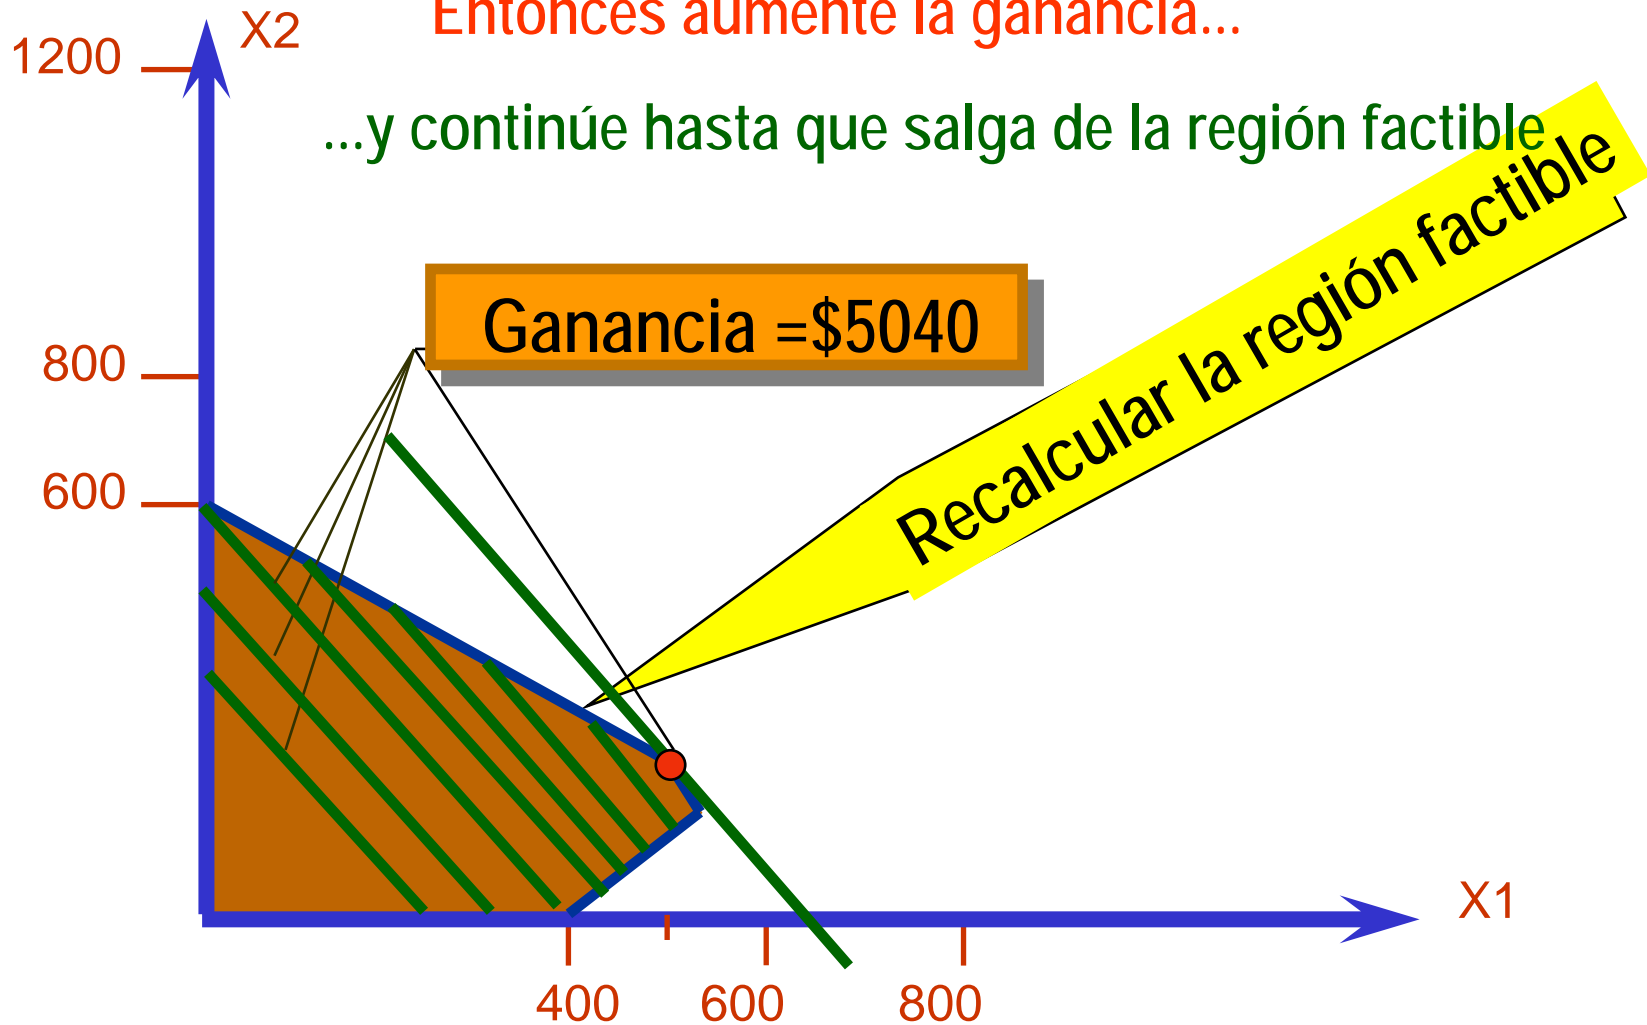 Entonces aumente la ganancia...
X2
1200
...y continúe hasta que salga de la región factible
Recalcular la región factible
Ganancia =$5040
800
600
X1
400
600
800